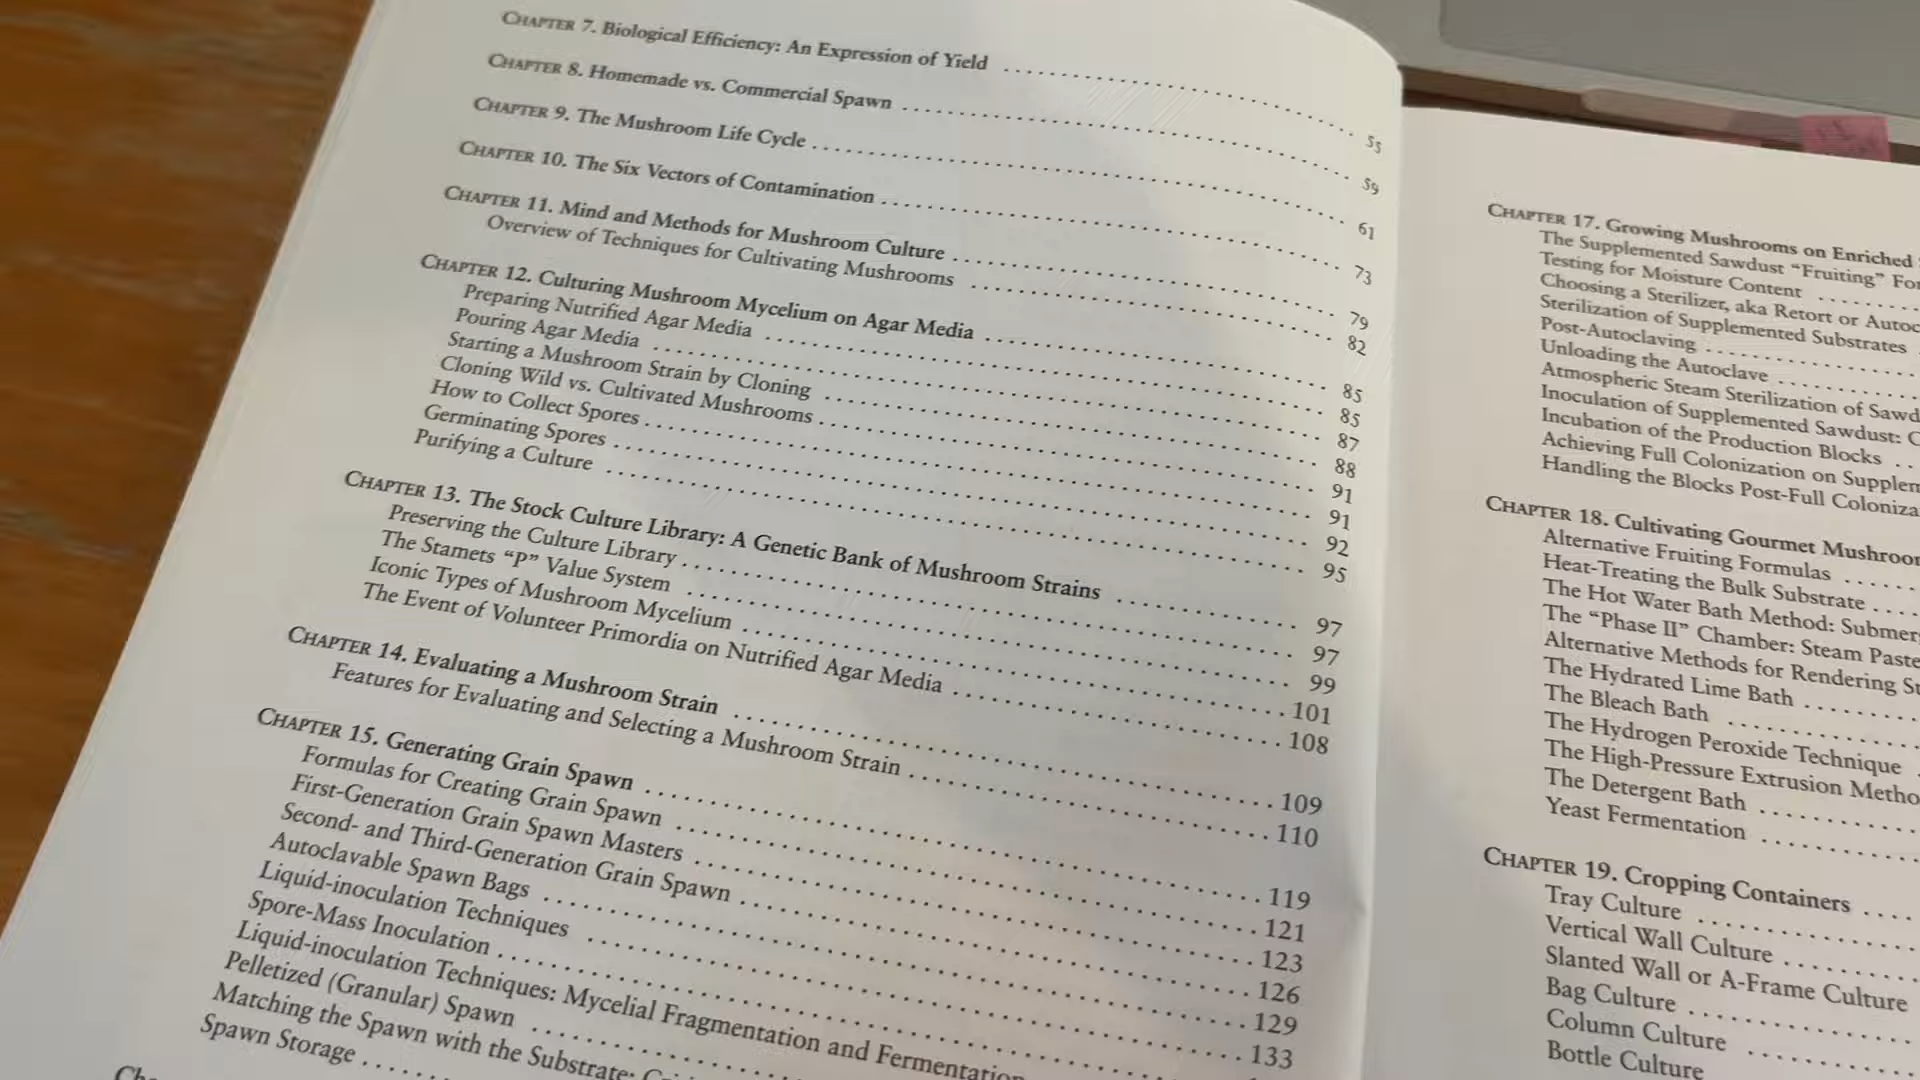 CHAPTER 7. Biological Efficiency: An Expression of Yield . . . . . 55
CHAPTER 8. Homemade vs. Commercial Spawn . . . . . 59
CHAPTER 9. The Mushroom Life Cycle . . . . . 61
CHAPTER 10. The Six Vectors of Contamination . . . . . 73
CHAPTER 11. Mind and Methods for Mushroom Culture . . . . . 79
Overview of Techniques for Cultivating Mushrooms . . . . . 82
CHAPTER 12. Culturing Mushroom Mycelium on Agar Media . . . . . 85
Preparing Nutrified Agar Media . . . . . 85
Pouring Agar Media . . . . . 87
Starting a Mushroom Strain by Cloning . . . . . 88
Cloning Wild vs. Cultivated Mushrooms . . . . . 91
How to Collect Spores . . . . . 91
Germinating Spores . . . . . 92
Purifying a Culture . . . . . 95
CHAPTER 13. The Stock Culture Library: A Genetic Bank of Mushroom Strains . . . . . 97
Preserving the Culture Library . . . . . 97
The Stamets “P” Value System . . . . . 99
Iconic Types of Mushroom Mycelium . . . . . 101
The Event of Volunteer Primordia on Nutrified Agar Media . . . . . 108
CHAPTER 14. Evaluating a Mushroom Strain . . . . . 109
Features for Evaluating and Selecting a Mushroom Strain . . . . . 110
CHAPTER 15. Generating Grain Spawn . . . . . 119
Formulas for Creating Grain Spawn . . . . . 121
First-Generation Grain Spawn Masters . . . . . 123
Second- and Third-Generation Grain Spawn . . . . . 126
Autoclavable Spawn Bags . . . . . 129
Liquid-inoculation Techniques . . . . . 133
Spore-Mass Inoculation . . . . .
Liquid-inoculation Techniques: Mycelial Fragmentation and Fermentation
Pelletized (Granular) Spawn . . . . .
Matching the Spawn with the Substrate:
Spawn Storage . . . . .
CHAPTER 17. Growing Mushrooms on Enriched
The Supplemented Sawdust “Fruiting”
Testing for Moisture Content . . . . .
Choosing a Sterilizer, aka Retort or
Sterilization of Supplemented Substrates
Post-Autoclaving . . . . .
Unloading the Autoclave . . . . .
Atmospheric Steam Sterilization of
Inoculation of Supplemented Sawdust:
Incubation of the Production Blocks . . .
Achieving Full Colonization on
Handling the Blocks Post-Full
CHAPTER 18. Cultivating Gourmet
Alternative Fruiting Formulas . . . . .
Heat-Treating the Bulk Substrate . . . .
The Hot Water Bath Method:
The “Phase II” Chamber: Steam
Alternative Methods for Rendering
The Hydrated Lime Bath . . . . .
The Bleach Bath . . . . .
The Hydrogen Peroxide Technique .
The High-Pressure Extrusion
The Detergent Bath . . . . .
Yeast Fermentation . . . . .
CHAPTER 19. Cropping Containers . . . .
Tray Culture . . . . .
Vertical Wall Culture . . . . .
Slanted Wall or A-Frame Culture
Bag Culture . . . . .
Column Culture . . . . .
Bottle Culture